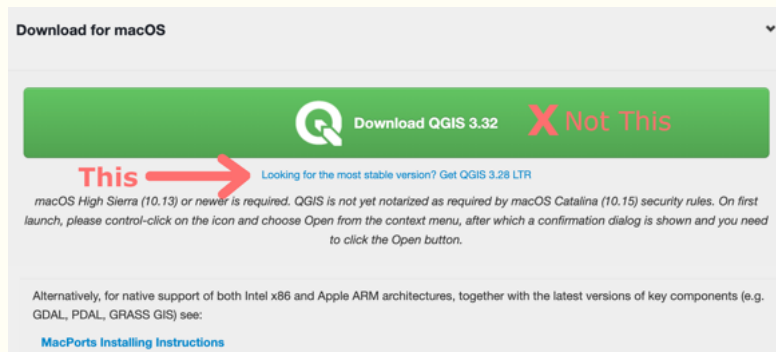 Download for macOS
Download QGIS 3.32 X Not This
This
Looking for the most stable version? Get QGIS 3.28 LTR
macOS High Sierra (10.13) or newer is required. QGIS is not yet notarized as required by macOS Catalina (10.15) security rules. On first
launch, please control-click on the icon and choose Open from the context menu, after which a confirmation dialog is shown and you need
to click the Open button.
Alternatively, for native support of both Intel x86 and Apple ARM architectures, together with the latest versions of key components (e.g.
GDAL, PDAL, GRASS GIS) see:
MacPorts Installing Instructions